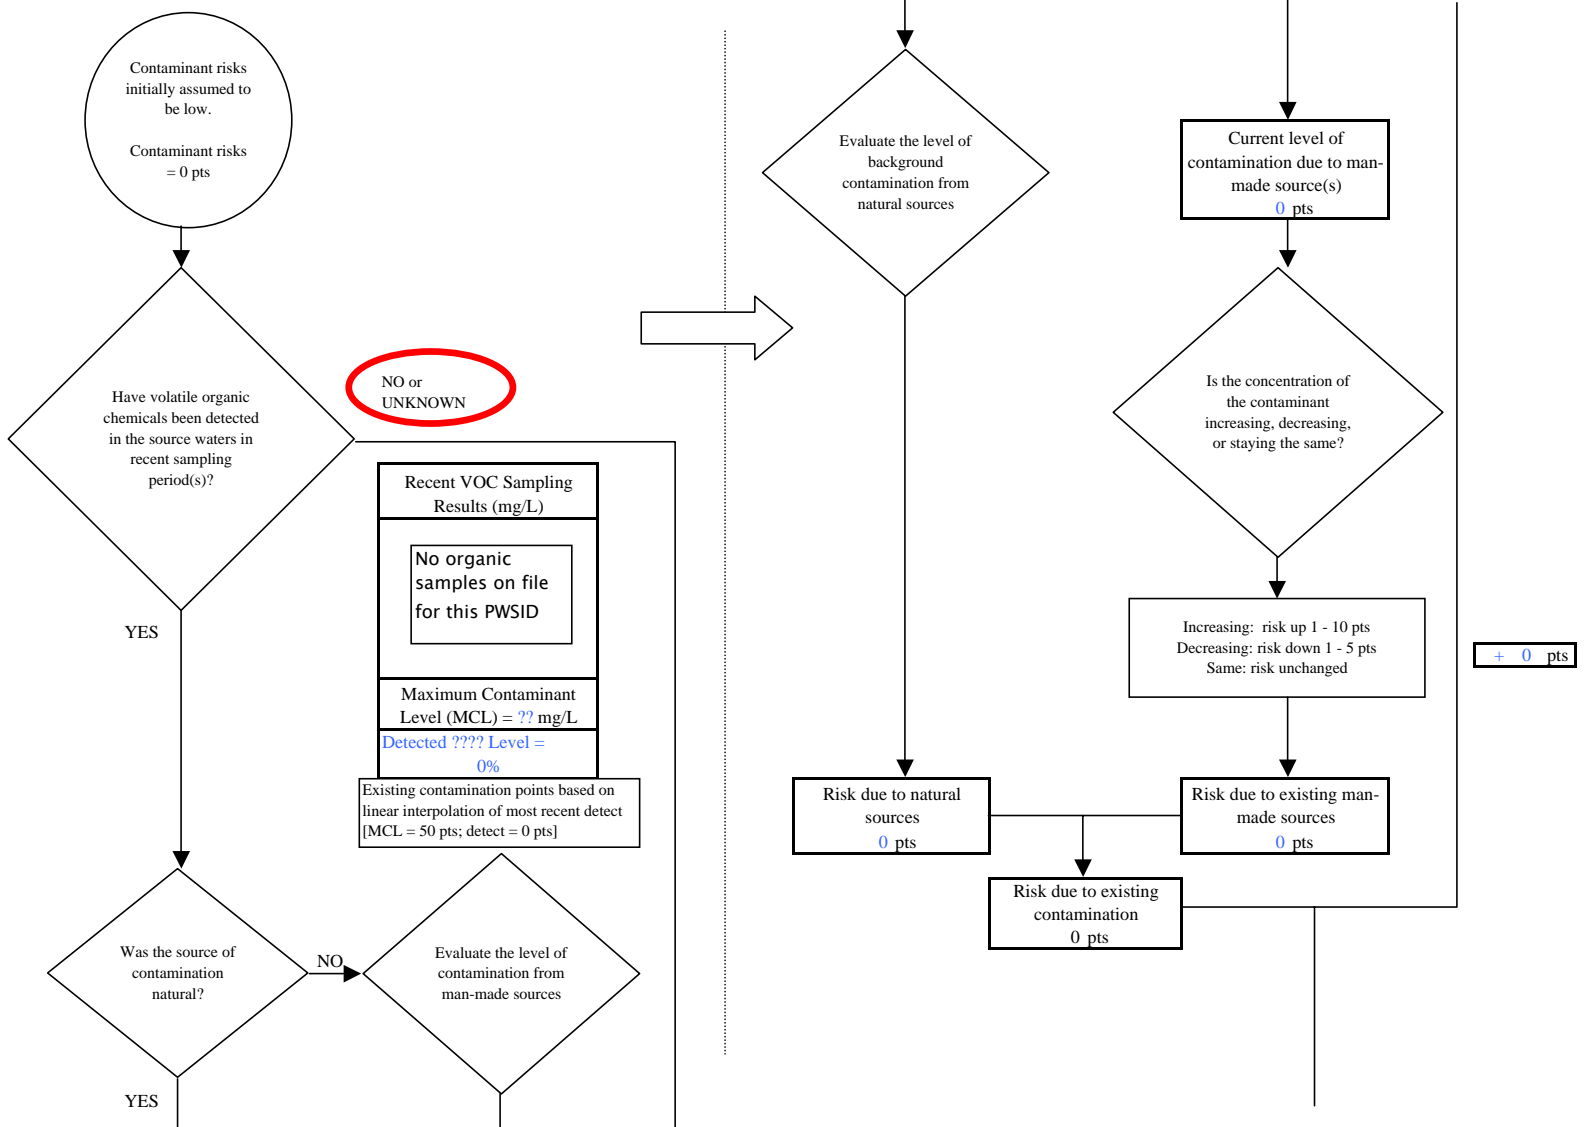 Contaminant risks
initially assumed to
be low.
Contaminant risks
= 0 pts
Have volatile organic
chemicals been detected
in the source waters in
recent sampling
period(s)?
NO or
UNKNOWN
YES
Recent VOC Sampling
Results (mg/L)
No organic
samples on file
for this PWSID
Maximum Contaminant
Level (MCL) = ?? mg/L
Detected ???? Level =
0%
Existing contamination points based on
linear interpolation of most recent detect
[MCL = 50 pts; detect = 0 pts]
Was the source of
contamination
natural?
NO
YES
Evaluate the level of
contamination from
man-made sources
Evaluate the level of
background
contamination from
natural sources
Current level of
contamination due to man-
made source(s)
0 pts
Is the concentration of
the contaminant
increasing, decreasing,
or staying the same?
Increasing: risk up 1 - 10 pts
Decreasing: risk down 1 - 5 pts
Same: risk unchanged
+ 0 pts
Risk due to natural
sources
0 pts
Risk due to existing man-
made sources
0 pts
Risk due to existing
contamination
0 pts